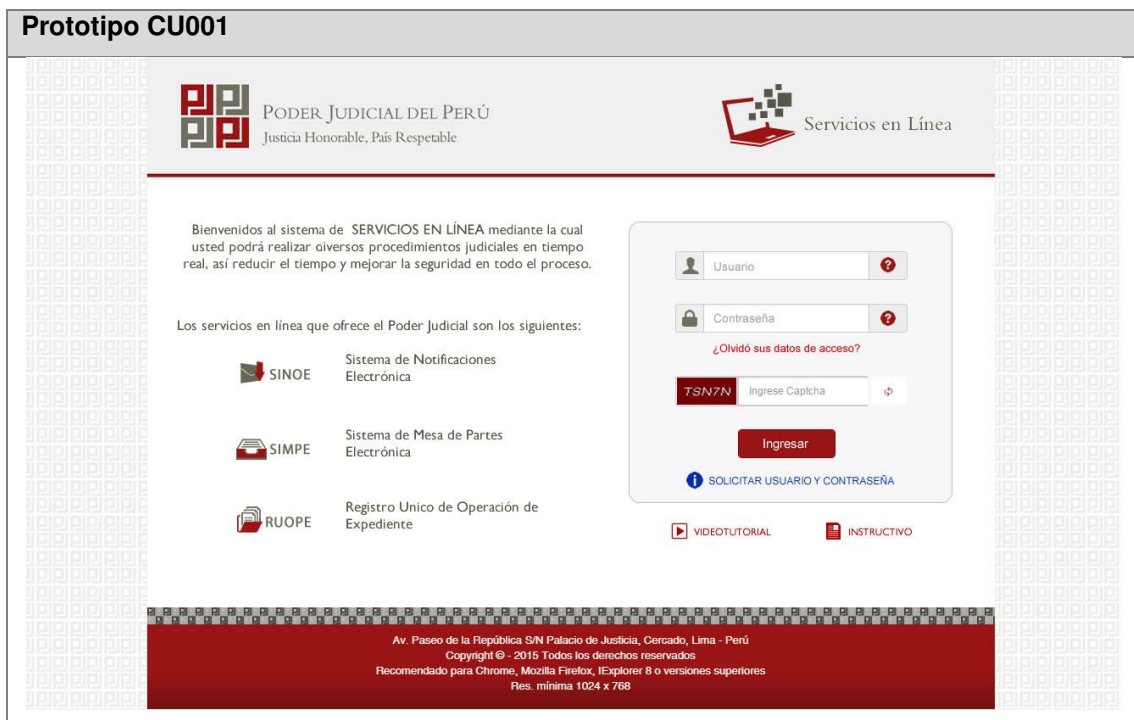 Prototipo CU001
PODER JUDICIAL DEL PERÚ
Justicia Honorable, País Respetable
Servicios en Línea
Bienvenidos al sistema de SERVICIOS EN LÍNEA mediante la cual
usted podrá realizar diversos procedimientos judiciales en tiempo
real, así reducir el tiempo y mejorar la seguridad en todo el proceso.
Los servicios en línea que ofrece el Poder Judicial son los siguientes:
SINOE
Sistema de Notificaciones
Electrónica
SIMPE
Sistema de Mesa de Partes
Electrónica
RUOPE
Registro Unico de Operación de
Expediente
Usuario
Contraseña
¿Olvidó sus datos de acceso?
TSN7N
Ingrese Captcha
Ingresar
SOLICITAR USUARIO Y CONTRASEÑA
VIDEOTUTORIAL
INSTRUCTIVO
Av. Paseo de la República S/N Palacio de Justicia, Cercado, Lima - Perú
Copyright © - 2015 Todos los derechos reservados
Recomendado para Chrome, Mozilla Firefox, IExplorer 8 o versiones superiores
Res. mínima 1024 x 768